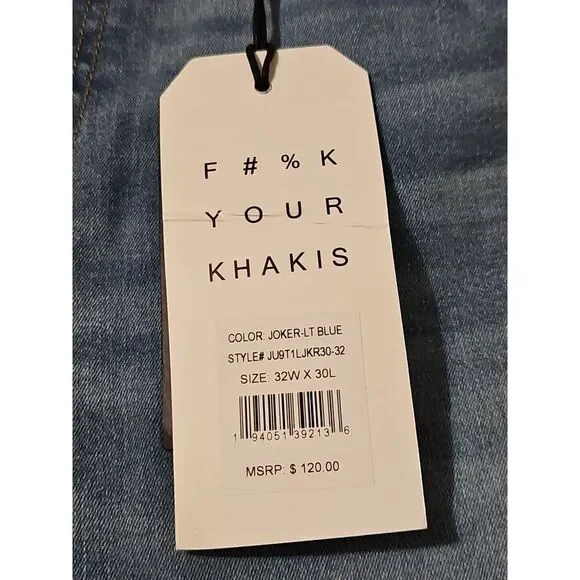 F#%K
YOUR
KHAKIS
COLOR: JOKER-LT BLUE
STYLE# JU9T1LJKR30-32
SIZE: 32W X 30L
1 94051 39213 6
MSRP: $ 120.00